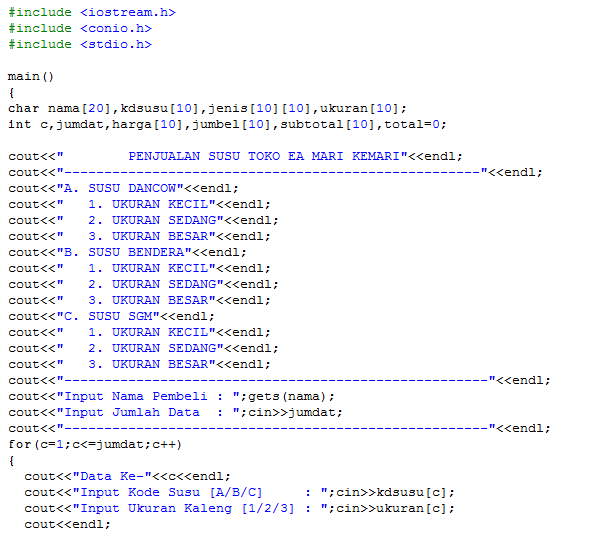 #include <iostream.h>
#include <conio.h>
#include <stdio.h>

main()
{
char nama[20],kdsusu[10],jenis[10][10],ukuran[10];
int c,jumdat,harga[10],jumbel[10],subtotal[10],total=0;

cout<<"        PENJUALAN SUSU TOKO EA MARI KEMARI"<<endl;
cout<<"----------------------------------------------------"<<endl;
cout<<"A. SUSU DANCOW"<<endl;
cout<<"   1. UKURAN KECIL"<<endl;
cout<<"   2. UKURAN SEDANG"<<endl;
cout<<"   3. UKURAN BESAR"<<endl;
cout<<"B. SUSU BENDERA"<<endl;
cout<<"   1. UKURAN KECIL"<<endl;
cout<<"   2. UKURAN SEDANG"<<endl;
cout<<"   3. UKURAN BESAR"<<endl;
cout<<"C. SUSU SGM"<<endl;
cout<<"   1. UKURAN KECIL"<<endl;
cout<<"   2. UKURAN SEDANG"<<endl;
cout<<"   3. UKURAN BESAR"<<endl;
cout<<"-----------------------------------------------------"<<endl;
cout<<"Input Nama Pembeli : ";gets(nama);
cout<<"Input Jumlah Data  : ";cin>>jumdat;
cout<<"-----------------------------------------------------"<<endl;
for(c=1;c<=jumdat;c++)
{
  cout<<"Data Ke-"<<c<<endl;
  cout<<"Input Kode Susu [A/B/C]     : ";cin>>kdsusu[c];
  cout<<"Input Ukuran Kaleng [1/2/3] : ";cin>>ukuran[c];
  cout<<endl;